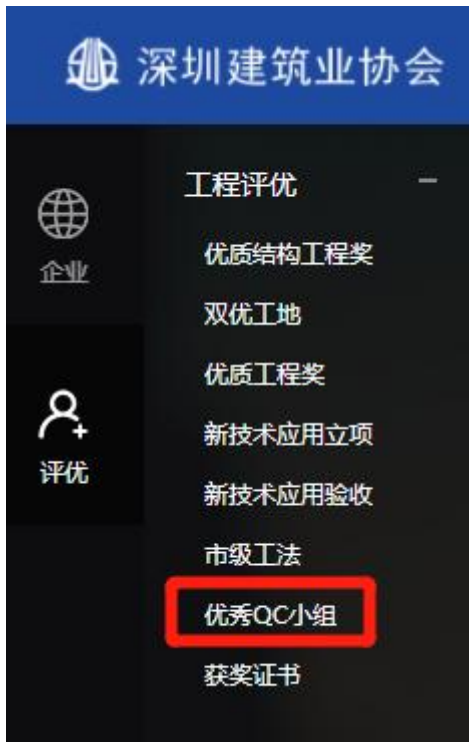 深圳建筑业协会
企业
评优
工程评优
优质结构工程奖
双优工地
优质工程奖
新技术应用立项
新技术应用验收
市级工法
优秀QC小组
获奖证书